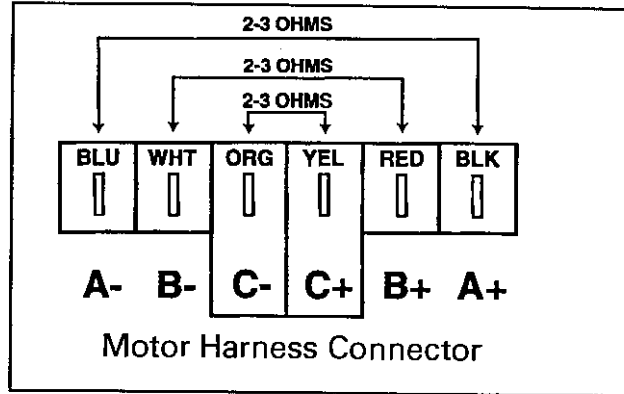 2-3 OHMS
2-3 OHMS
2-3 OHMS
BLU WHT ORG YEL RED BLK
A- B- C- C+ B+ A+
Motor Harness Connector